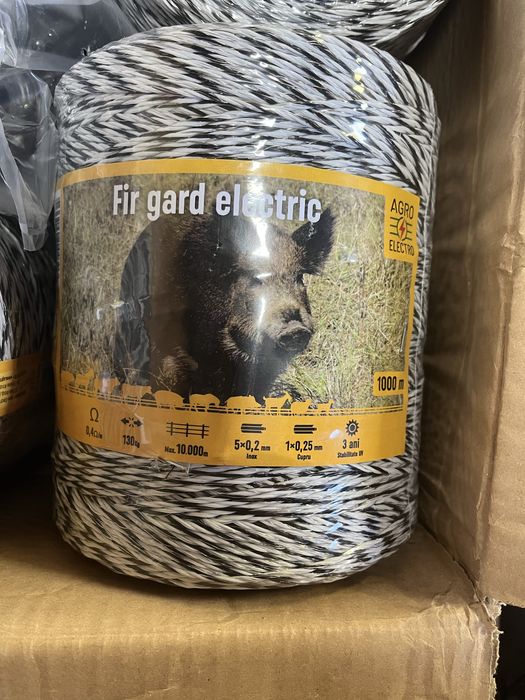 Fir gard electric
AGRO
ELECTRO
1000 m
0,4Ω/m
130kg
Max. 10.000m
5×0,2 mm
Inox
1×0,25 mm
Cupru
3 ani
Stabilitate UV